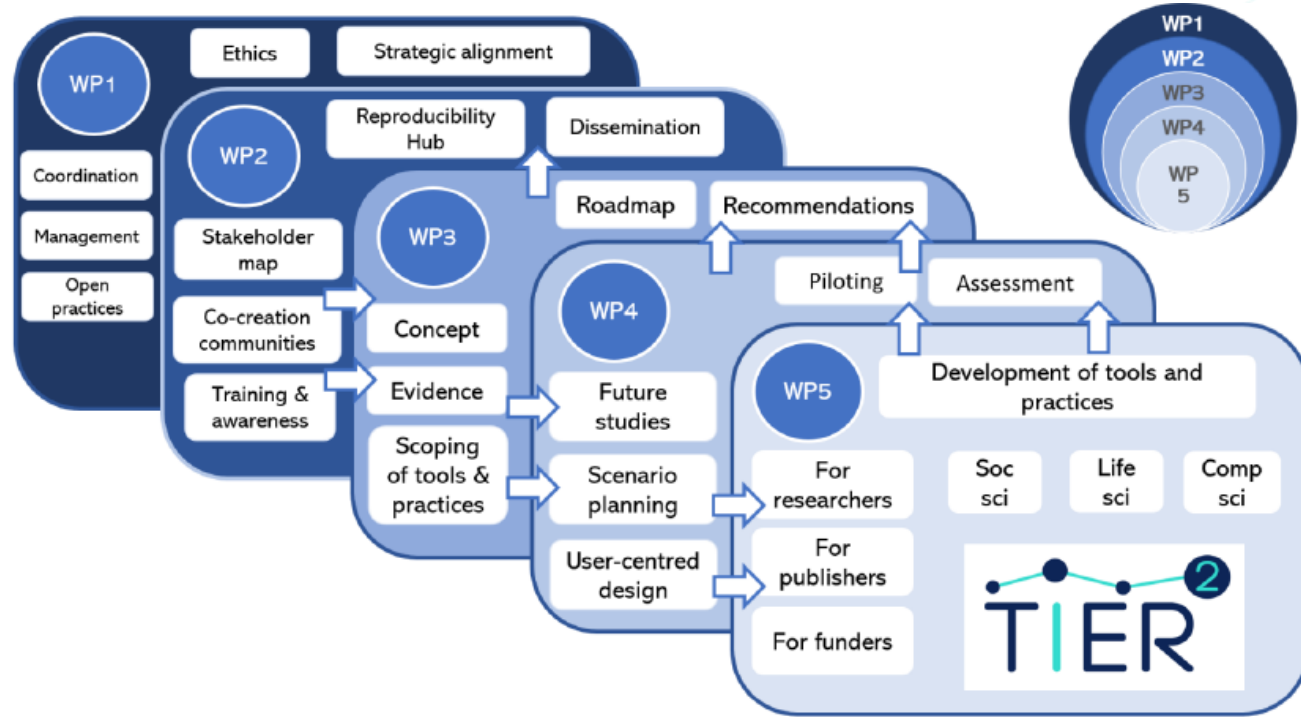 WP1
Ethics
Strategic alignment
Coordination
Management
Open
practices
WP2
Reproducibility
Hub
Dissemination
Stakeholder
map
Co-creation
communities
Training &
awareness
WP3
Roadmap
Recommendations
Concept
Evidence
Scoping
of tools &
practices
WP4
Piloting
Assessment
Future
studies
Scenario
planning
User-centred
design
WP5
Development of tools and
practices
For
researchers
For
publishers
For funders
Soc
sci
Life
sci
Comp
sci
TIER2
WP1
WP2
WP3
WP4
WP
5